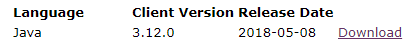 Language Client Version Release Date
Java 3.12.0 2018-05-08 Download